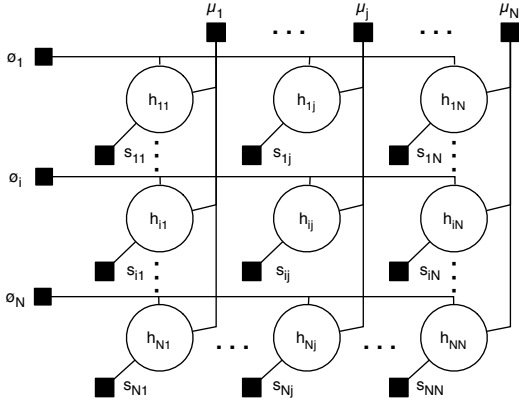 μ1 ... μj ... μN
ø1
h11 h1j h1N
s11 s1j s1N
øi
hi1 hij hiN
si1 sij siN
øN
hN1 ... hNj ... hNN
sN1 sNj sNN